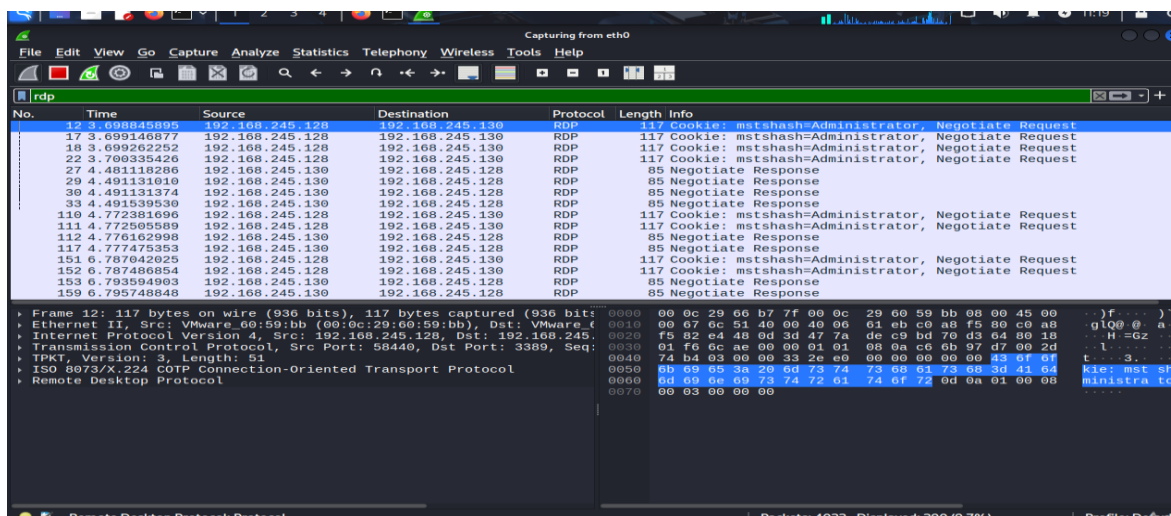 1 2 3 4 11:19
Capturing from eth0
File Edit View Go Capture Analyze Statistics Telephony Wireless Tools Help
rdp
No. Time Source Destination Protocol Length Info
12 3.698845895 192.168.245.128 192.168.245.130 RDP 117 Cookie: mstshash=Administrator, Negotiate Request
17 3.699146877 192.168.245.128 192.168.245.130 RDP 117 Cookie: mstshash=Administrator, Negotiate Request
18 3.699262252 192.168.245.128 192.168.245.130 RDP 117 Cookie: mstshash=Administrator, Negotiate Request
22 3.700335426 192.168.245.128 192.168.245.130 RDP 117 Cookie: mstshash=Administrator, Negotiate Request
27 4.481118286 192.168.245.130 192.168.245.128 RDP 85 Negotiate Response
29 4.491131010 192.168.245.130 192.168.245.128 RDP 85 Negotiate Response
30 4.491131374 192.168.245.130 192.168.245.128 RDP 85 Negotiate Response
33 4.491539530 192.168.245.130 192.168.245.128 RDP 85 Negotiate Response
110 4.772381696 192.168.245.128 192.168.245.130 RDP 117 Cookie: mstshash=Administrator, Negotiate Request
111 4.772505589 192.168.245.128 192.168.245.130 RDP 117 Cookie: mstshash=Administrator, Negotiate Request
112 4.776162998 192.168.245.130 192.168.245.128 RDP 85 Negotiate Response
117 4.777475353 192.168.245.130 192.168.245.128 RDP 85 Negotiate Response
151 6.787042025 192.168.245.128 192.168.245.130 RDP 117 Cookie: mstshash=Administrator, Negotiate Request
152 6.787486854 192.168.245.128 192.168.245.130 RDP 117 Cookie: mstshash=Administrator, Negotiate Request
153 6.793594903 192.168.245.130 192.168.245.128 RDP 85 Negotiate Response
159 6.795748848 192.168.245.130 192.168.245.128 RDP 85 Negotiate Response
Frame 12: 117 bytes on wire (936 bits), 117 bytes captured (936 bits
Ethernet II, Src: VMware_60:59:bb (00:0c:29:60:59:bb), Dst: VMware_6
Internet Protocol Version 4, Src: 192.168.245.128, Dst: 192.168.245.
Transmission Control Protocol, Src Port: 58440, Dst Port: 3389, Seq:
TPKT, Version: 3, Length: 51
ISO 8073/X.224 COTP Connection-Oriented Transport Protocol
Remote Desktop Protocol
0000 00 0c 29 66 b7 7f 00 0c 29 60 59 bb 08 00 45 00 ··)f···· )
0010 00 67 6c 51 40 00 40 06 61 eb c0 a8 f5 80 c0 a8 ·glQ@·@· a
0020 f5 82 e4 48 0d 3d 47 7a de c9 bd 70 d3 64 80 18 ···H·=Gz
0030 01 f6 6c ae 00 00 01 01 08 0a c6 6b 97 d7 00 2d ··l·····
0040 74 b4 03 00 00 33 2e e0 00 00 00 00 00 43 6f 6f t····3.·
0050 6b 69 65 3a 20 6d 73 74 73 68 61 73 68 3d 41 64 kie: mst sh
0060 6d 69 6e 69 73 74 72 61 74 6f 72 0d 0a 01 00 08 ministra to
0070 00 03 00 00 00 ·····